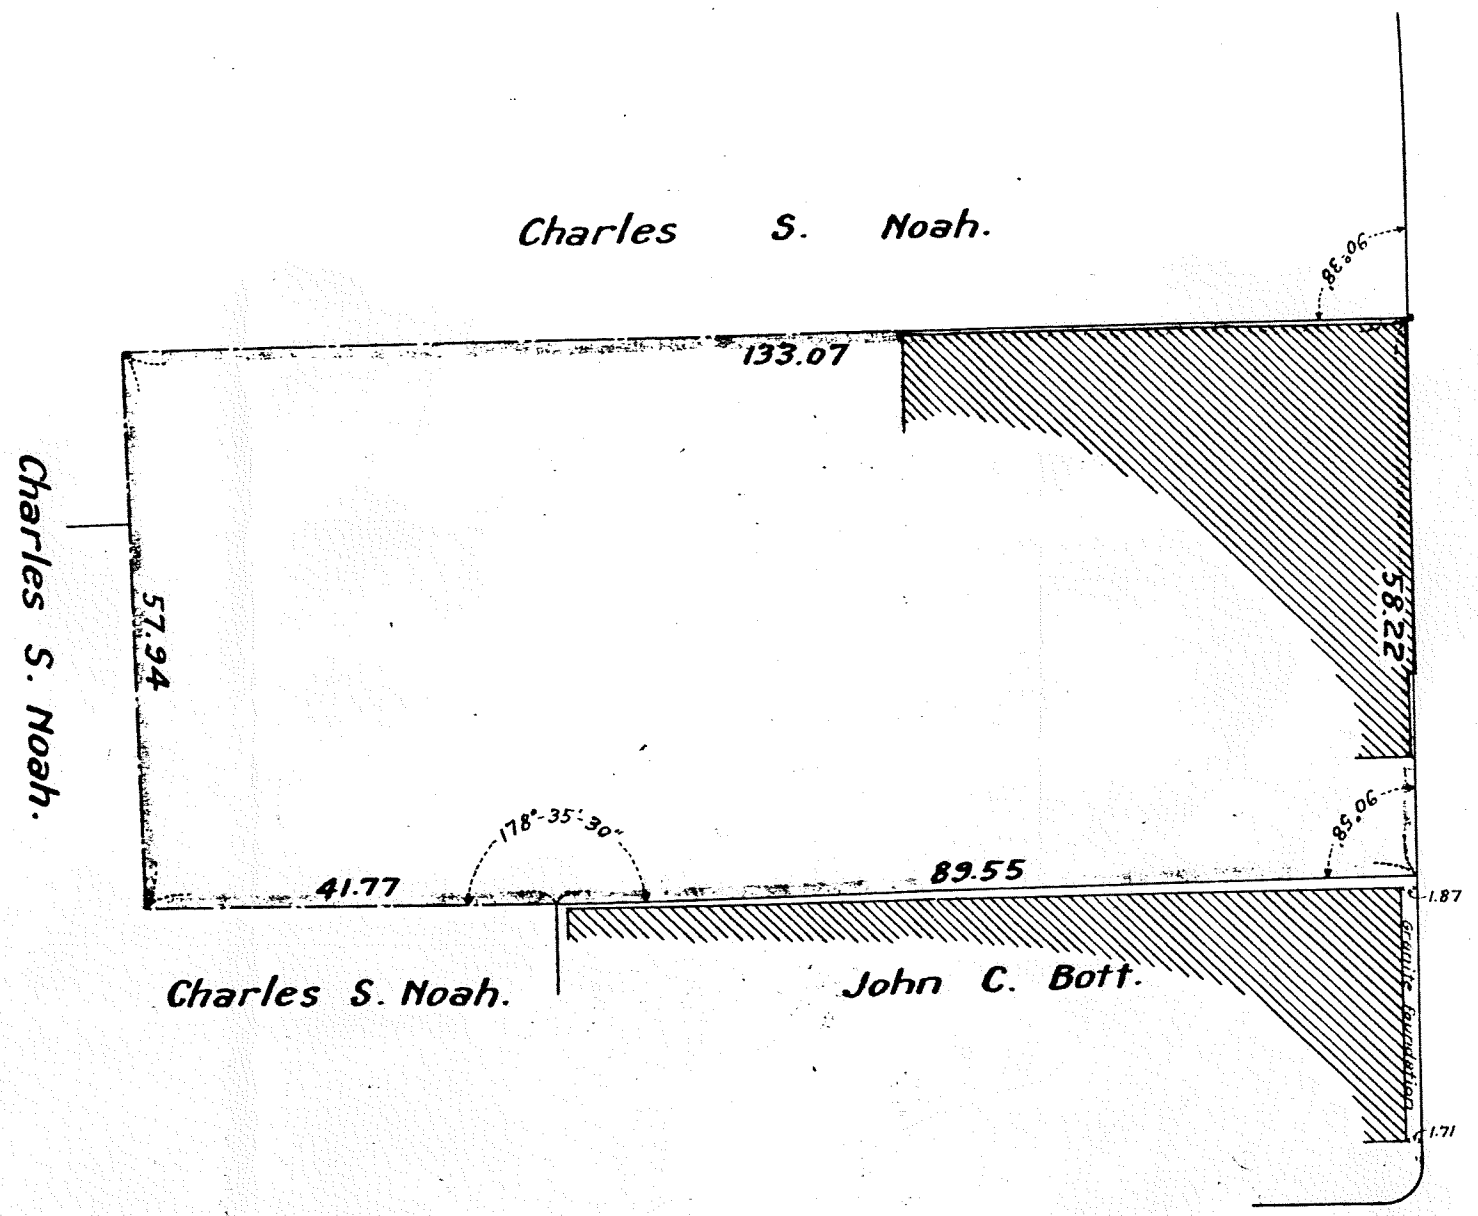 Charles S. Noah.
90°38'
133.07
Charles S. Noah.
57.94
58.22
178°-35'-30"
90°58'
41.77
89.55
1.87
Charles S. Noah.
John C. Bott.
Granite foundation
1.71